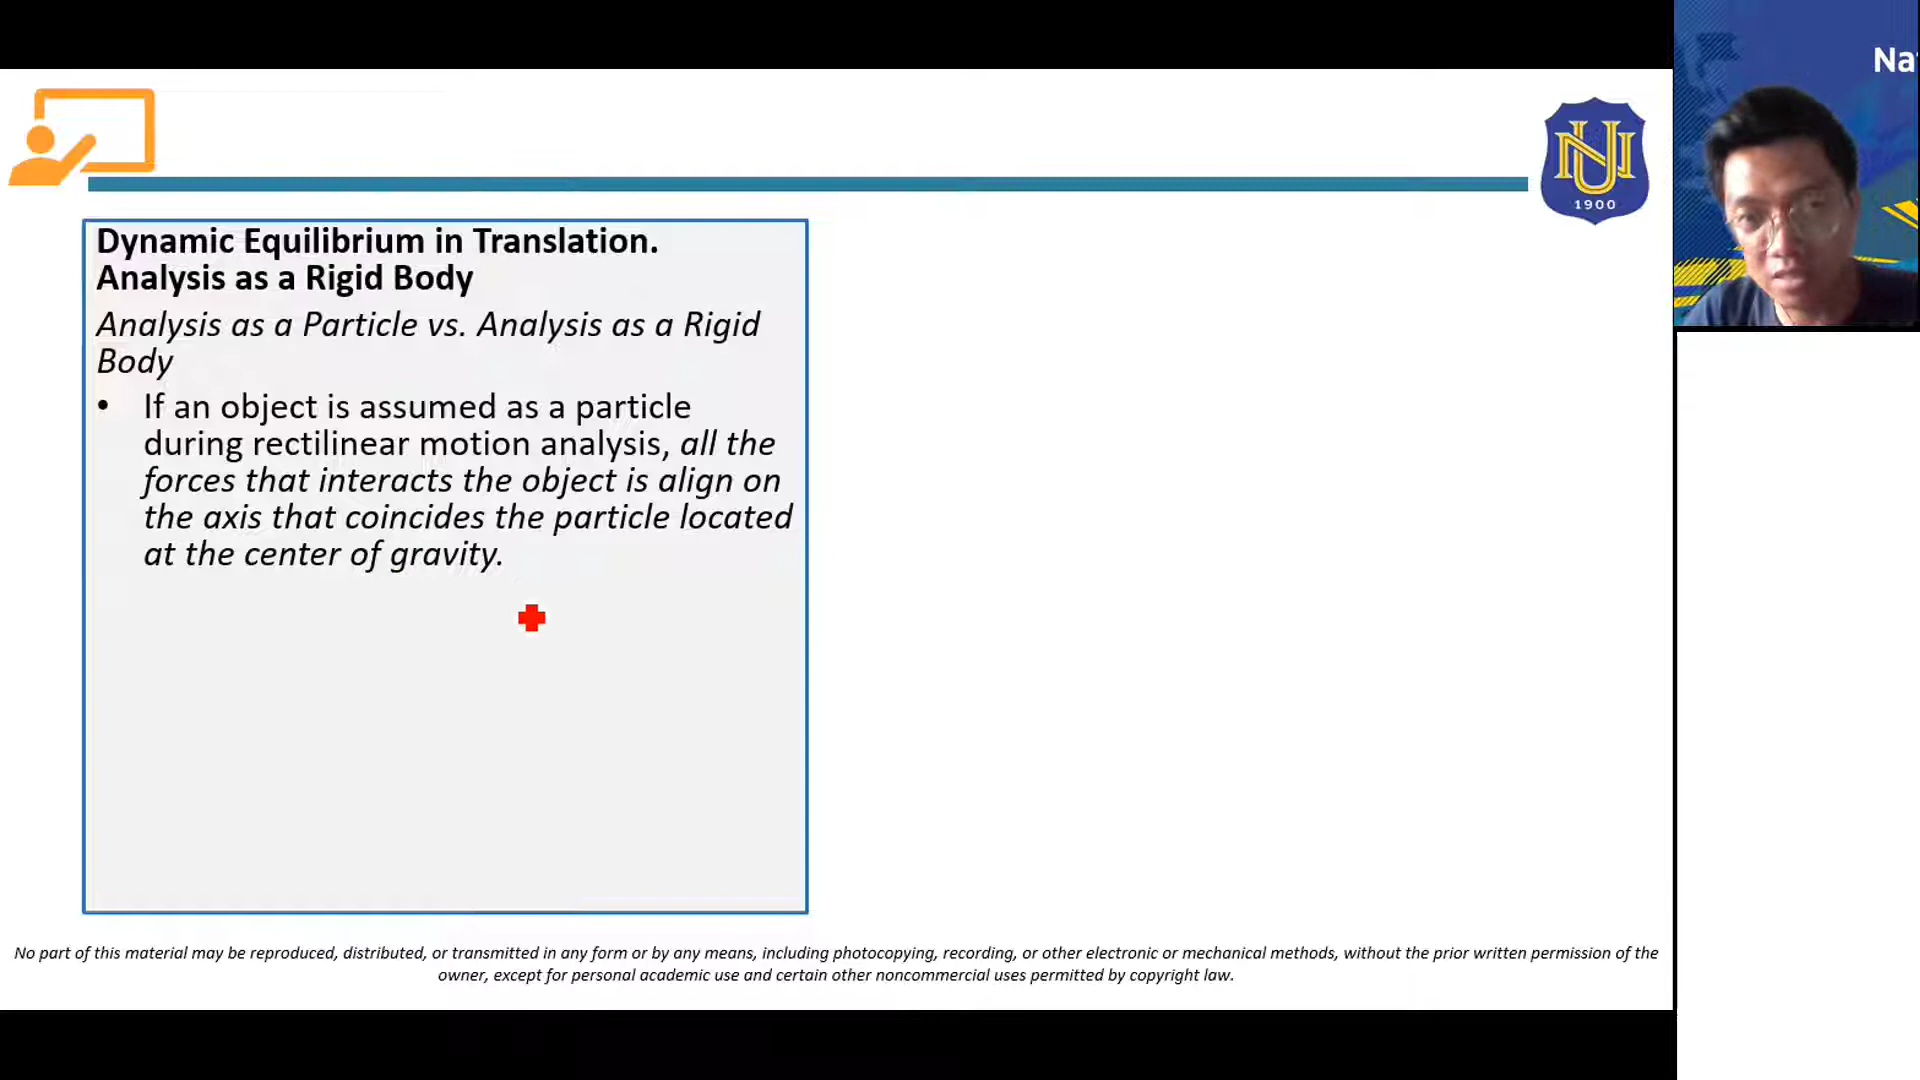 Na
NU
1900
Dynamic Equilibrium in Translation.
Analysis as a Rigid Body
Analysis as a Particle vs. Analysis as a Rigid
Body
• If an object is assumed as a particle
during rectilinear motion analysis, all the
forces that interacts the object is align on
the axis that coincides the particle located
at the center of gravity.
No part of this material may be reproduced, distributed, or transmitted in any form or by any means, including photocopying, recording, or other electronic or mechanical methods, without the prior written permission of the
owner, except for personal academic use and certain other noncommercial uses permitted by copyright law.